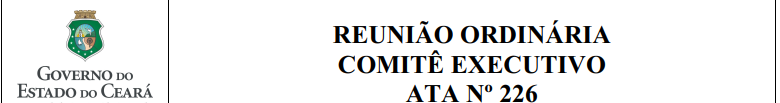 GOVERNO DO
ESTADO DO CEARÁ
REUNIÃO ORDINÁRIA
COMITÊ EXECUTIVO
ATA Nº 226